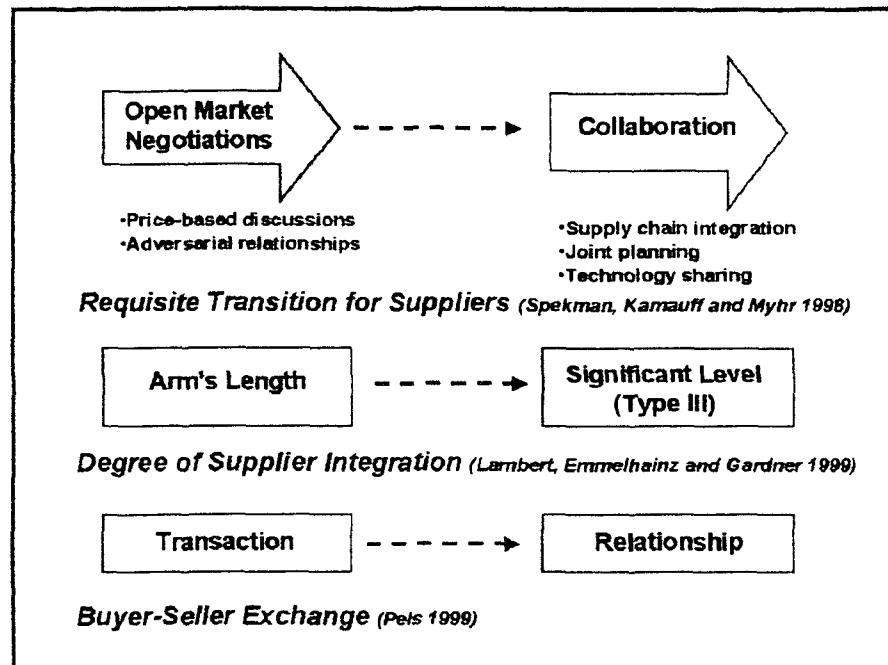 Open Market
Negotiations
Collaboration
•Price-based discussions
•Adversarial relationships
•Supply chain integration
•Joint planning
•Technology sharing
Requisite Transition for Suppliers (Spekman, Kamauff and Myhr 1998)
Arm's Length
Significant Level
(Type III)
Degree of Supplier Integration (Lambert, Emmelhainz and Gardner 1999)
Transaction
Relationship
Buyer-Seller Exchange (Pels 1999)